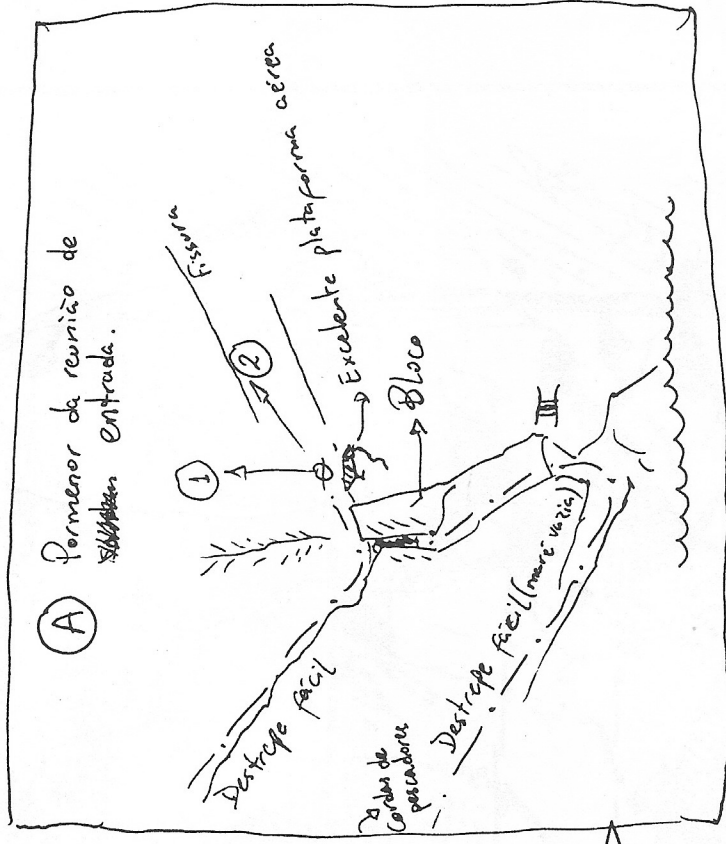 A
Pormenor da reunião de
entrada.
1
2
Fissura
Excelente plataforma aérea
Bloco
III
Destrepe fácil
Cordas de
pescadores
Destrepe fácil (maré vazia)